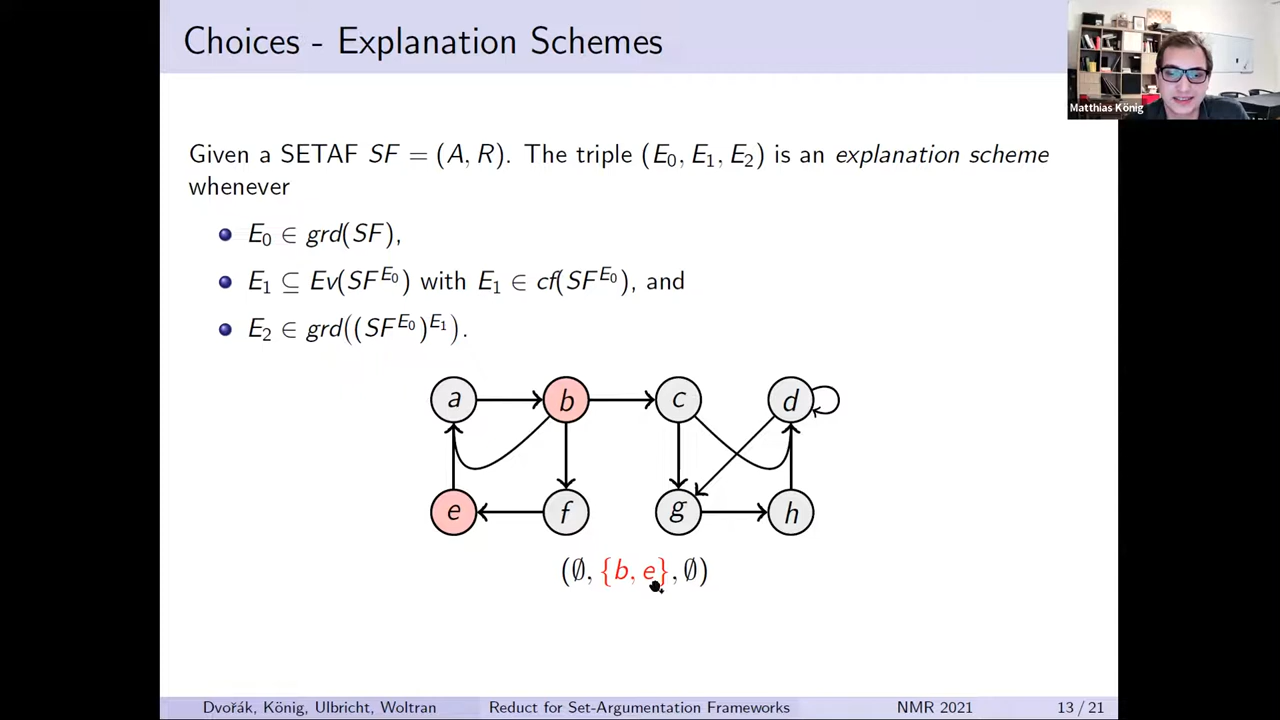 Choices - Explanation Schemes
Matthias König
Given a SETAF SF = (A, R). The triple (E₀, E₁, E₂) is an explanation scheme
whenever
E₀ ∈ grd(SF),
E₁ ⊆ Ev(SF^{E₀}) with E₁ ∈ cf(SF^{E₀}), and
E₂ ∈ grd((SF^{E₀})^{E₁}).
a b c d
e f g h
(∅, {b, e}, ∅)
Dvořák, König, Ulbricht, Woltran Reduct for Set-Argumentation Frameworks NMR 2021 13 / 21